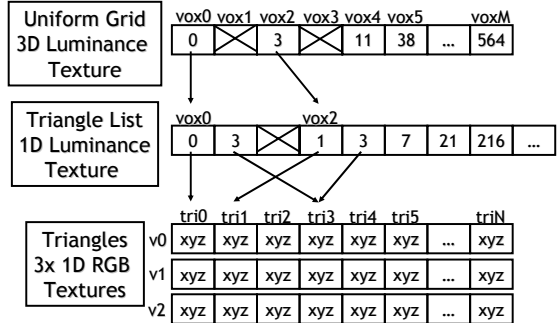 Uniform Grid
3D Luminance
Texture
vox0 vox1 vox2 vox3 vox4 vox5 voxM
0 3 11 38 ... 564
Triangle List
1D Luminance
Texture
vox0 vox2
0 3 1 3 7 21 216 ...
Triangles
3x 1D RGB
Textures
tri0 tri1 tri2 tri3 tri4 tri5 triN
v0 xyz xyz xyz xyz xyz xyz ... xyz
v1 xyz xyz xyz xyz xyz xyz ... xyz
v2 xyz xyz xyz xyz xyz xyz ... xyz